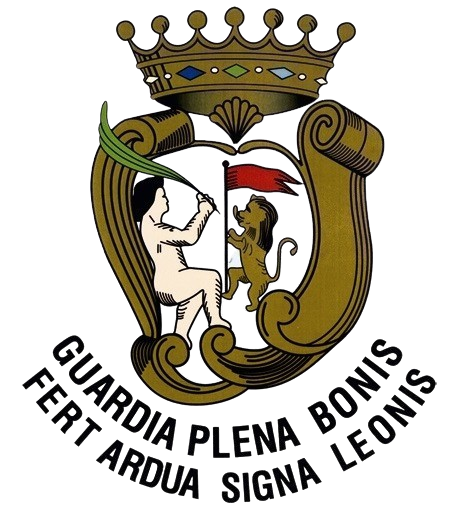 GUARDIA PLENA BONIS
FERT ARDUA SIGNA LEONIS